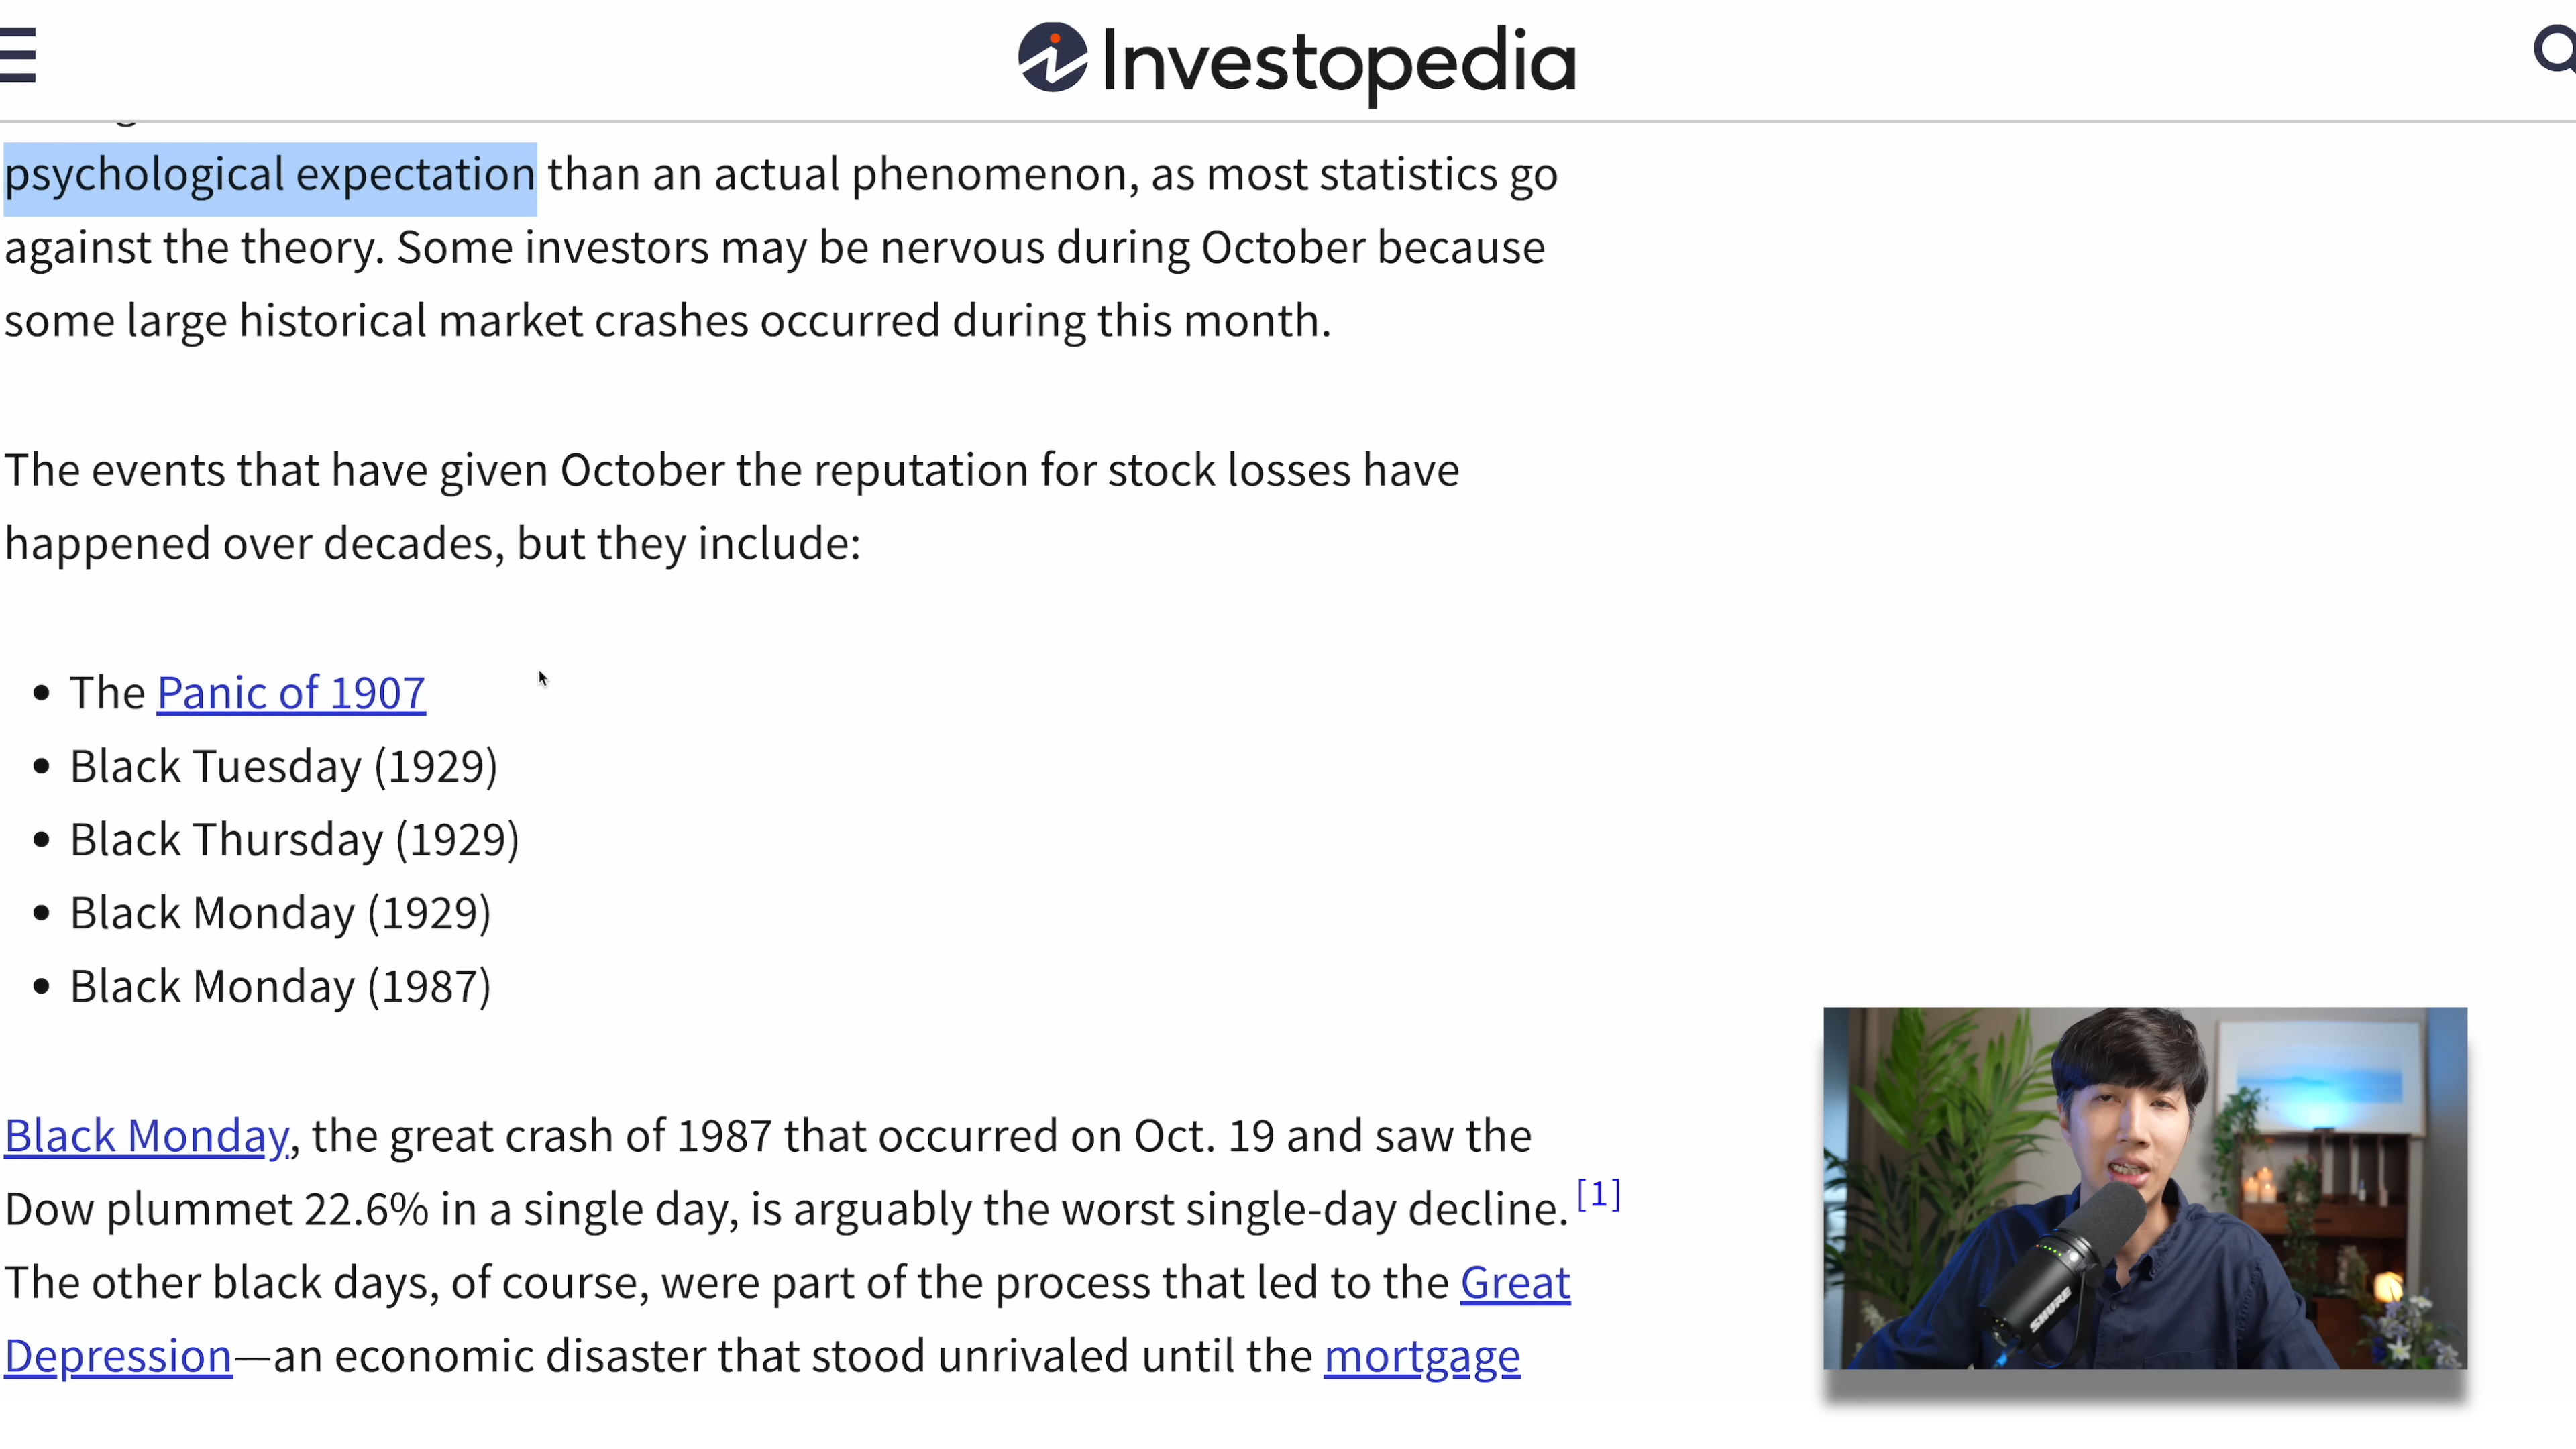 Investopedia
psychological expectation than an actual phenomenon, as most statistics go
against the theory. Some investors may be nervous during October because
some large historical market crashes occurred during this month.
The events that have given October the reputation for stock losses have
happened over decades, but they include:
• The Panic of 1907
• Black Tuesday (1929)
• Black Thursday (1929)
• Black Monday (1929)
• Black Monday (1987)
Black Monday, the great crash of 1987 that occurred on Oct. 19 and saw the
Dow plummet 22.6% in a single day, is arguably the worst single-day decline. [1]
The other black days, of course, were part of the process that led to the Great
Depression—an economic disaster that stood unrivaled until the mortgage
SHURE